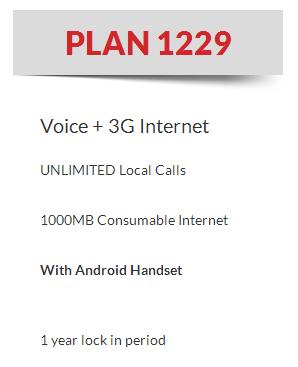 PLAN 1229
Voice + 3G Internet
UNLIMITED Local Calls
1000MB Consumable Internet
With Android Handset
1 year lock in period